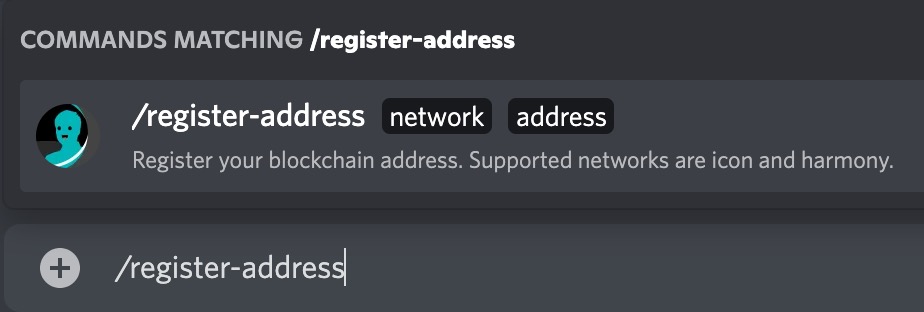 COMMANDS MATCHING /register-address
/register-address network address
Register your blockchain address. Supported networks are icon and harmony.
/register-address